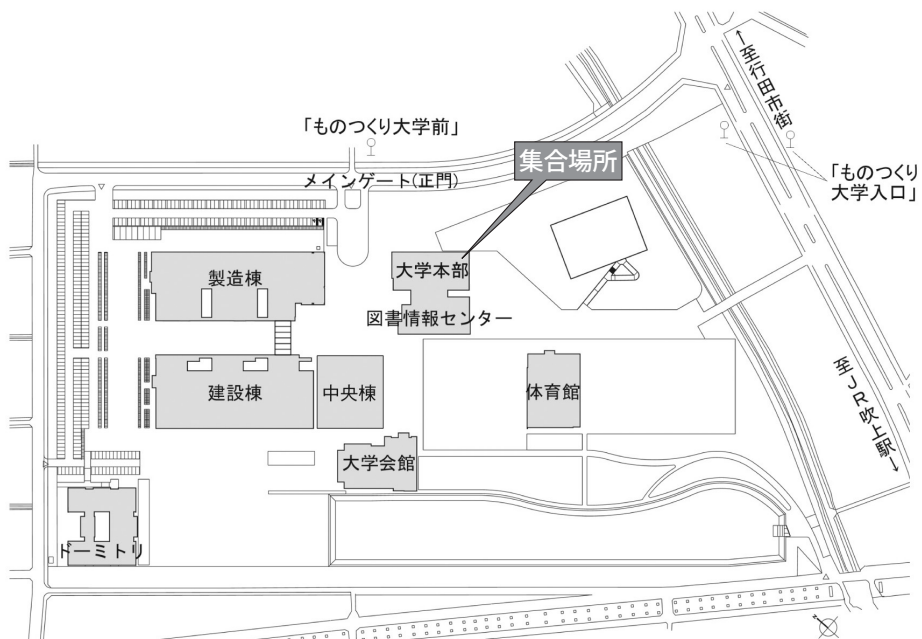 ←至行田市街
「ものつくり大学前」
集合場所
メインゲート(正門)
「ものつくり
大学入口」
大学本部
製造棟
図書情報センター
建設棟
中央棟
体育館
至JR吹上駅→
大学会館
ドーミトリ